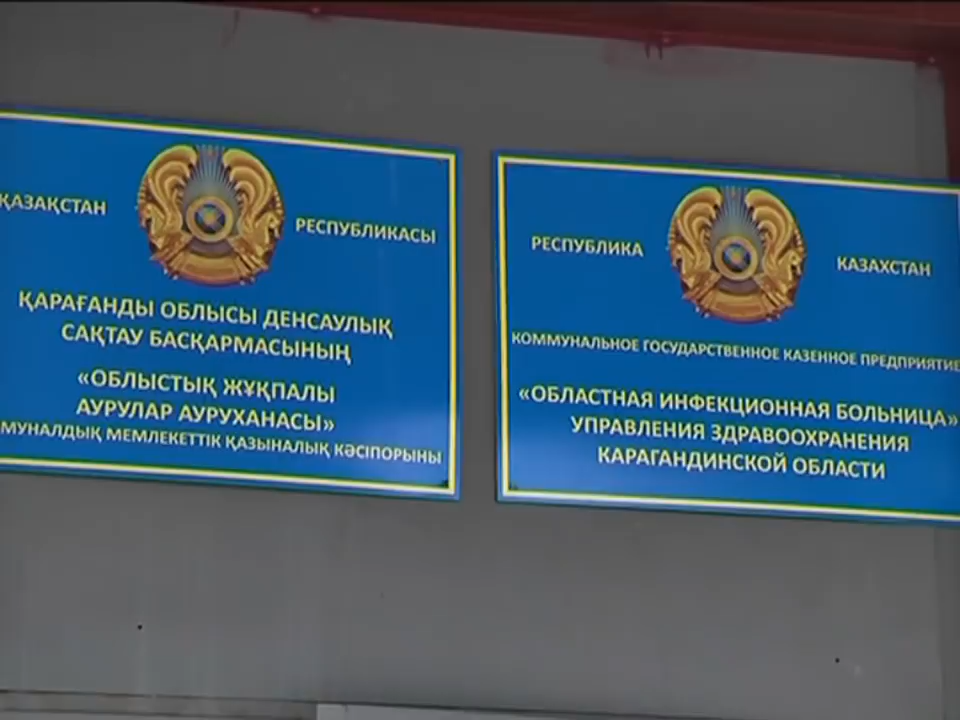 ҚАЗАҚСТАН РЕСПУБЛИКАСЫ
ҚАРАҒАНДЫ ОБЛЫСЫ ДЕНСАУЛЫҚ
САҚТАУ БАСҚАРМАСЫНЫҢ
«ОБЛЫСТЫҚ ЖҰҚПАЛЫ
АУРУЛАР АУРУХАНАСЫ»
МУНАЛДЫҚ МЕМЛЕКЕТТІК ҚАЗЫНАЛЫҚ КӘСІПОРЫНЫ
РЕСПУБЛИКА КАЗАХСТАН
КОММУНАЛЬНОЕ ГОСУДАРСТВЕННОЕ КАЗЕННОЕ ПРЕДПРИЯТИЕ
«ОБЛАСТНАЯ ИНФЕКЦИОННАЯ БОЛЬНИЦА»
УПРАВЛЕНИЯ ЗДРАВООХРАНЕНИЯ
КАРАГАНДИНСКОЙ ОБЛАСТИ